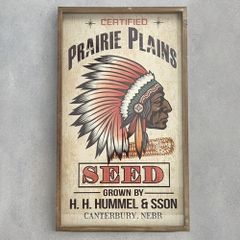 CERTIFIED
PRAIRIE PLAINS
SEED
GROWN BY
H. H. HUMMEL & SSON
CANTERBURY, NEBR